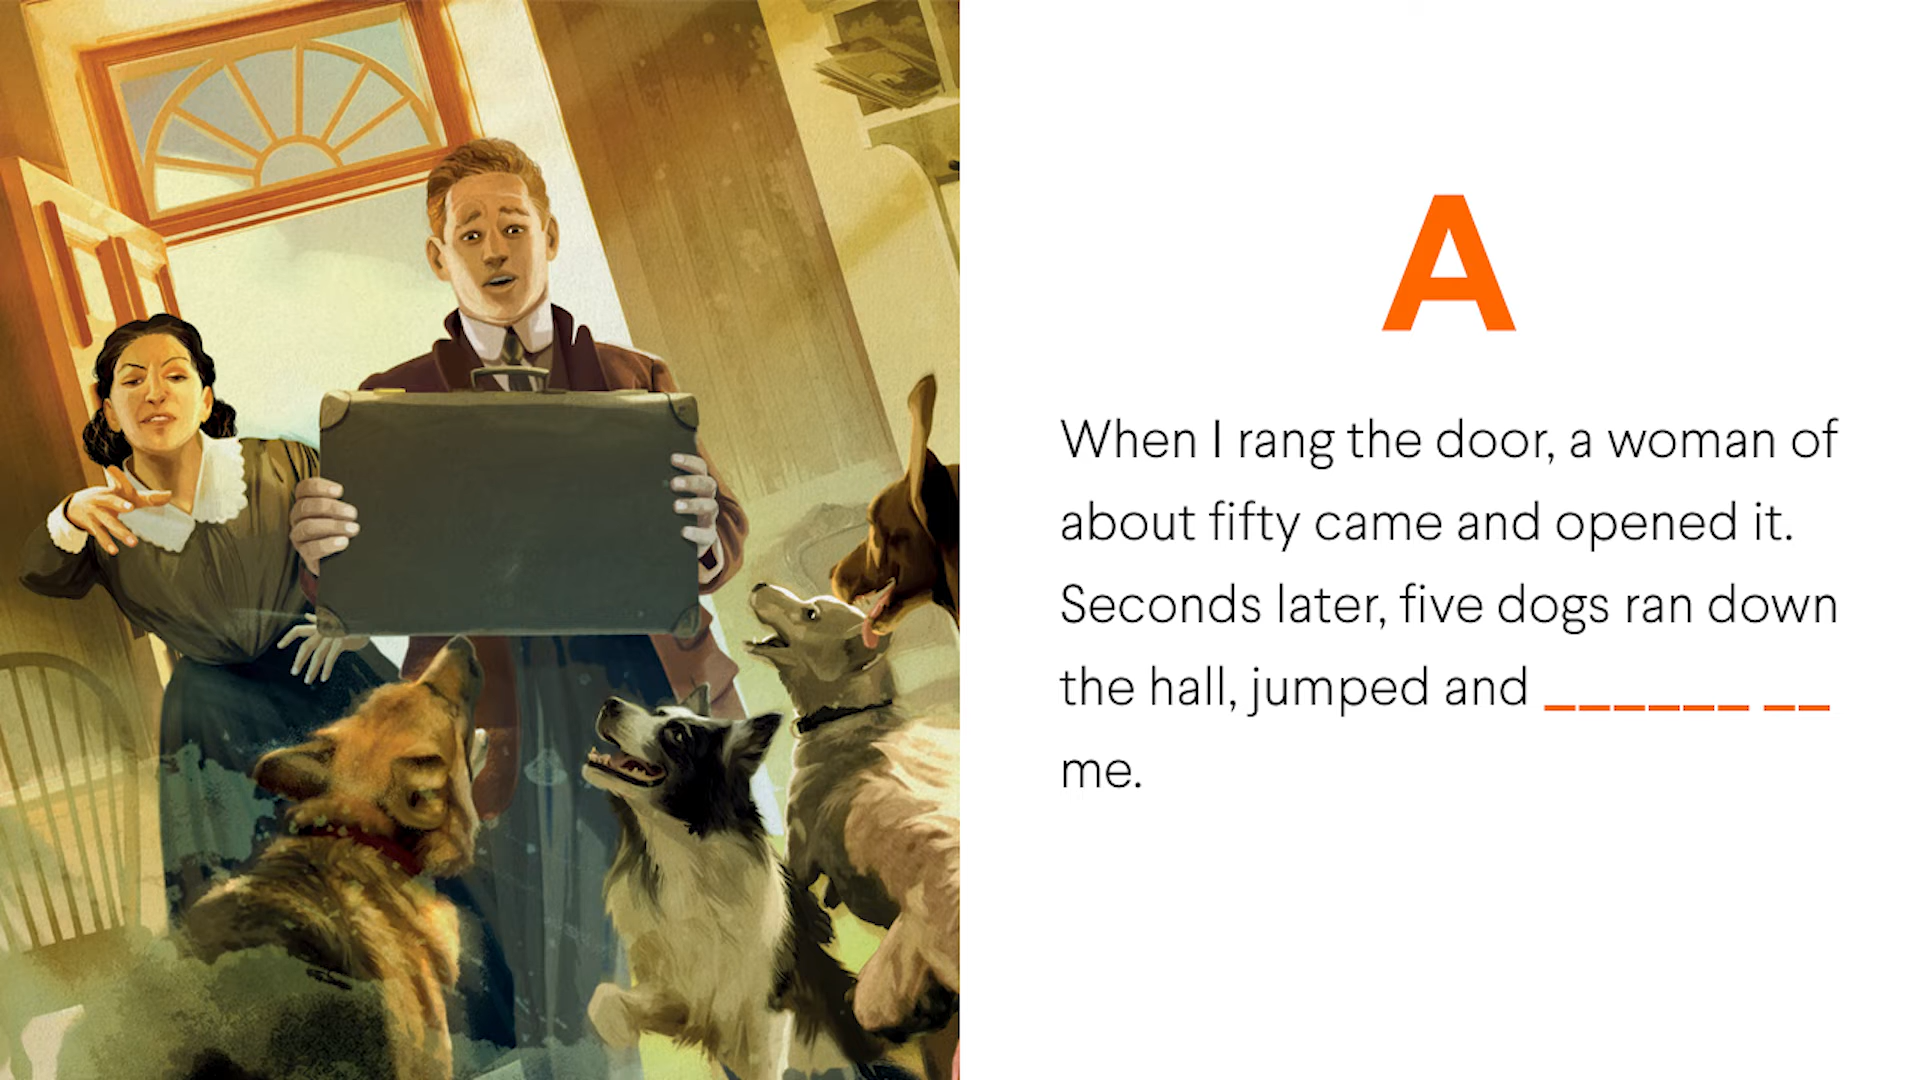 A
When I rang the door, a woman of
about fifty came and opened it.
Seconds later, five dogs ran down
the hall, jumped and ______ __
me.